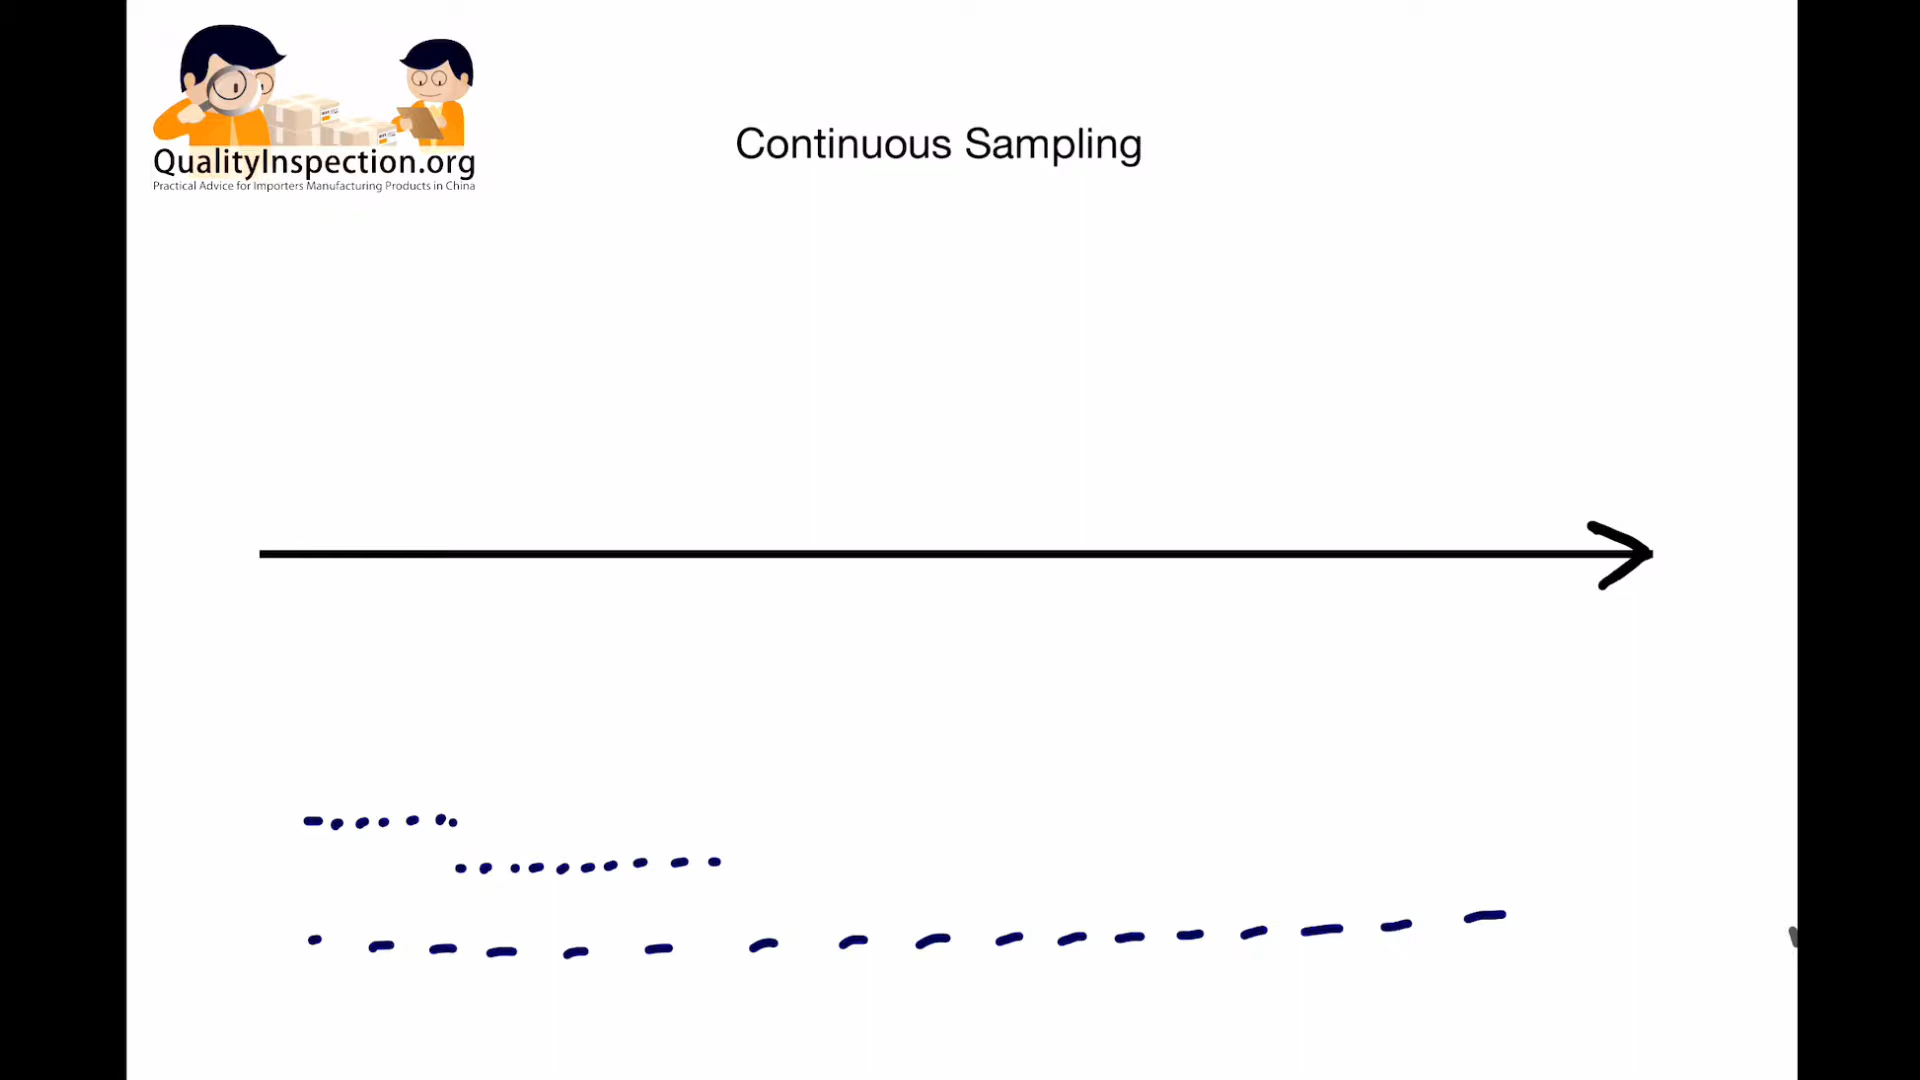 QualityInspection.org
Practical Advice for Importers Manufacturing Products in China
Continuous Sampling